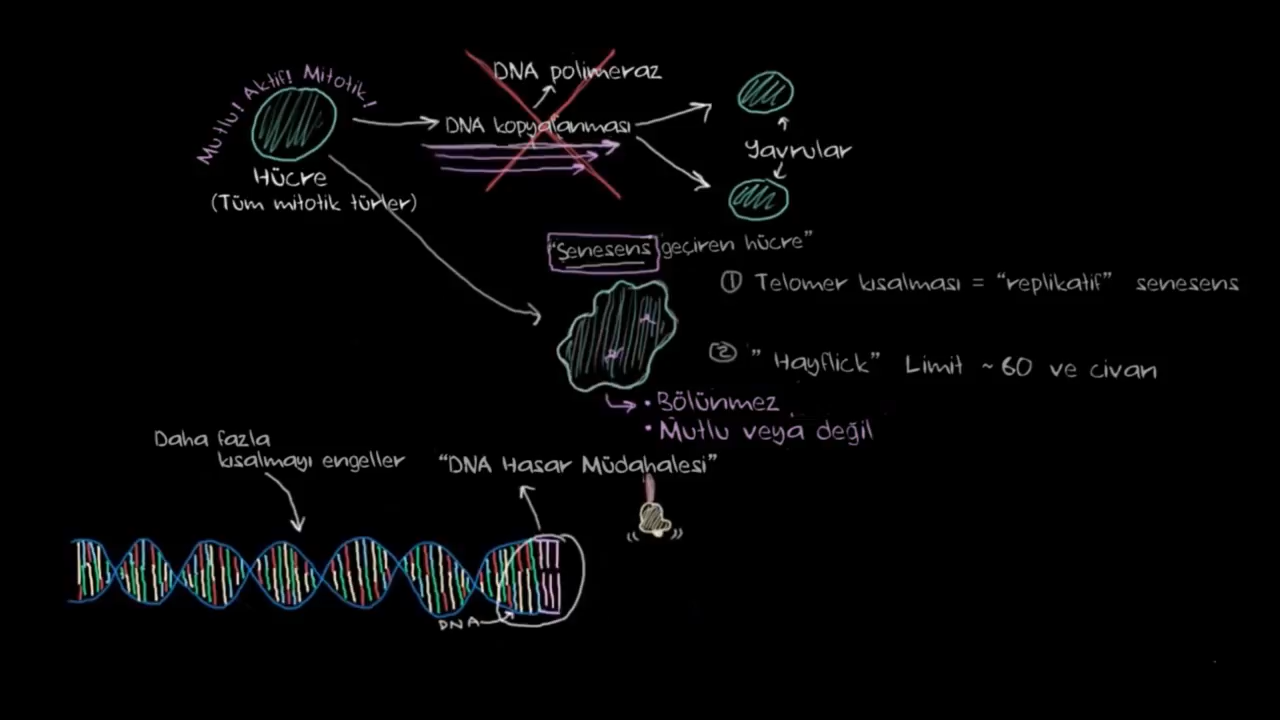 Mutlu! Aktif! Mitotik!
Hücre
(Tüm mitotik türler)
DNA polimeraz
DNA kopyalanması
Yavrular
"Senesens geçiren hücre"
① Telomer kısalması = "replikatif" senesens
② "Hayflick" Limit ~60 ve civarı
• Bölünmez
• Mutlu veya değil
Daha fazla
kısalmayı engeller
"DNA Hasar Müdahalesi"
DNA